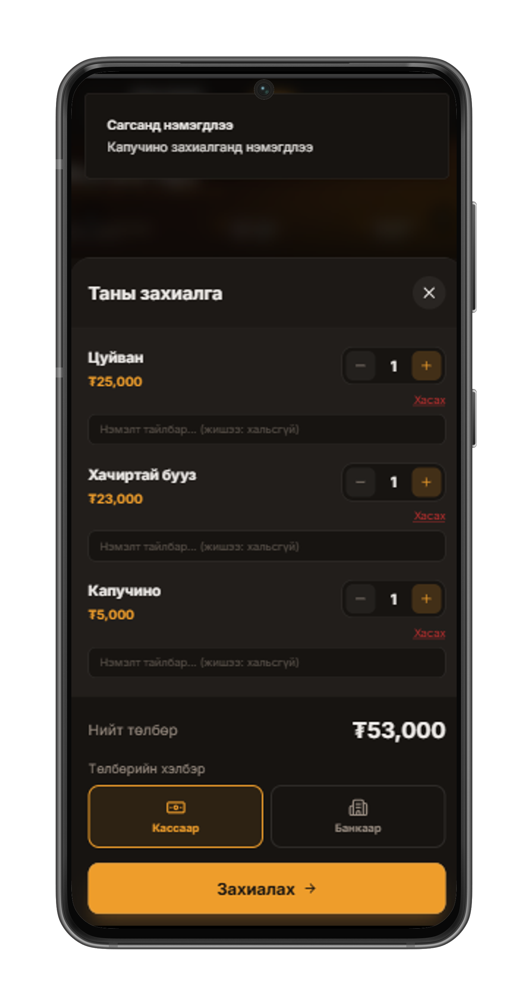 Сагсанд нэмэгдлээ
Капучино захиалганд нэмэгдлээ
Таны захиалга
Цуйван
₮25,000
1
Хасах
Нэмэлт тайлбар... (жишээ: хальсгүй)
Хачиртай бууз
₮23,000
1
Хасах
Нэмэлт тайлбар... (жишээ: хальсгүй)
Капучино
₮5,000
1
Хасах
Нэмэлт тайлбар... (жишээ: хальсгүй)
Нийт төлбөр ₮53,000
Төлбөрийн хэлбэр
Кассаар Банкаар
Захиалах →